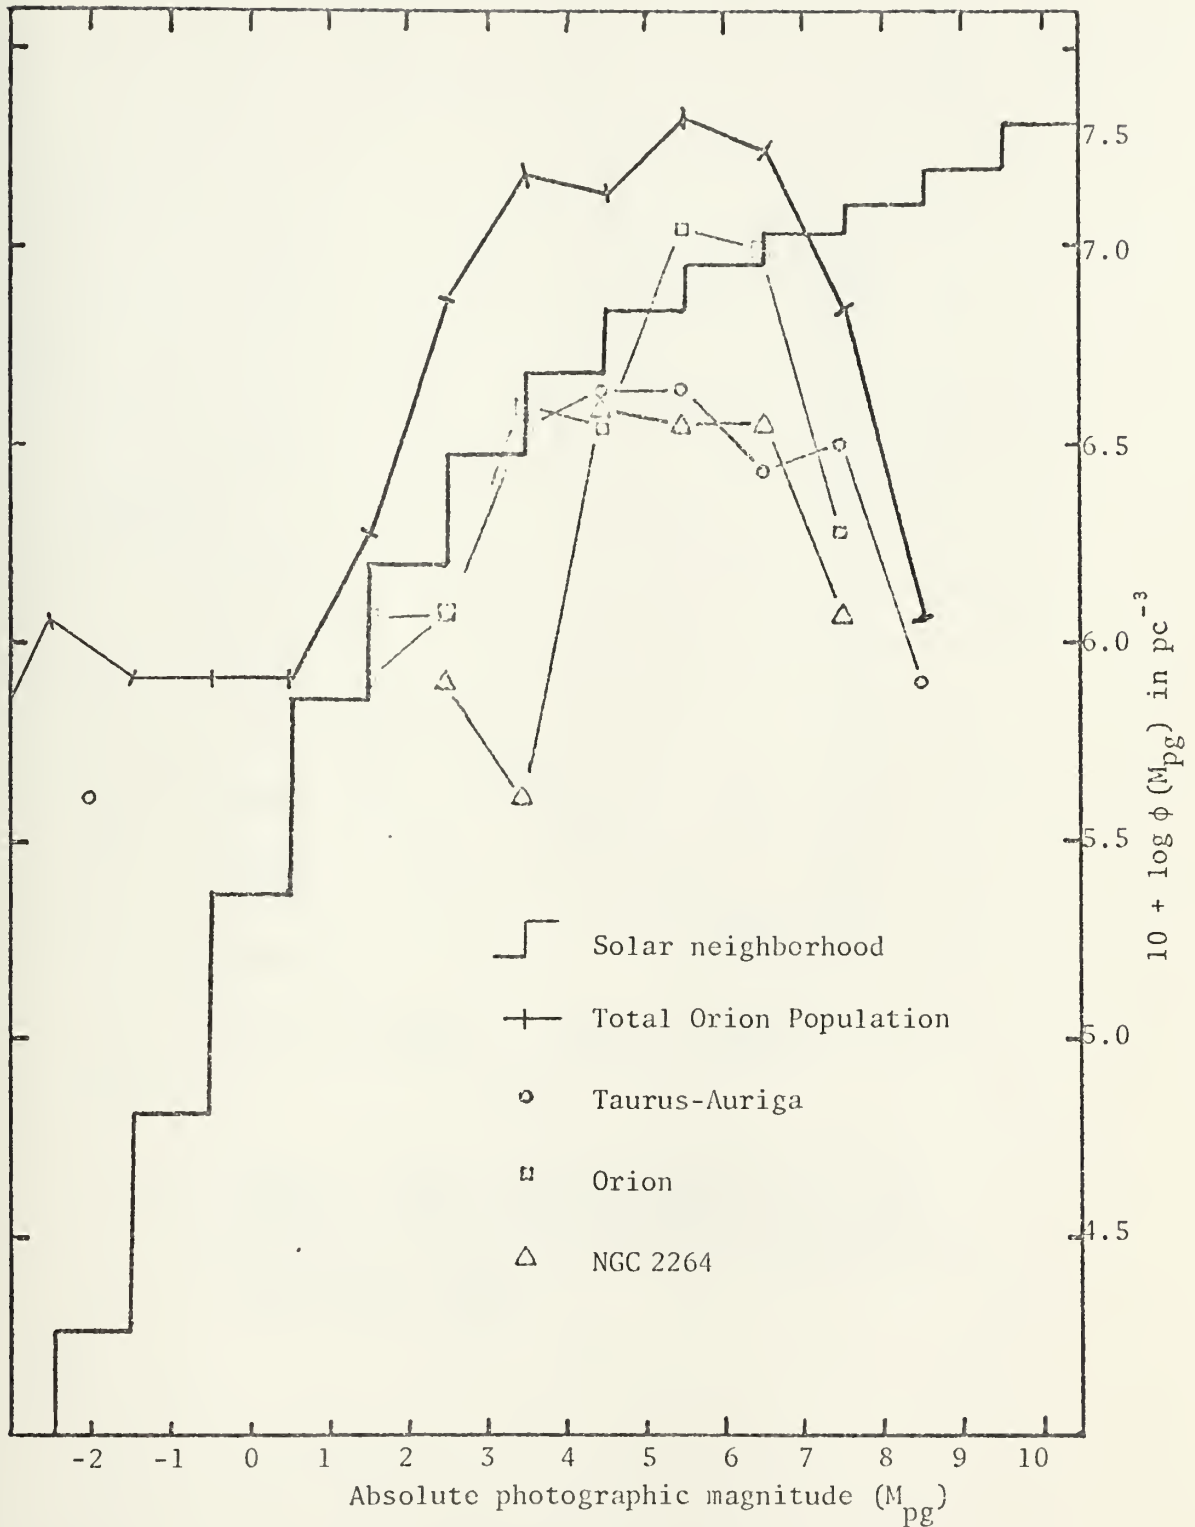 7.5
7.0
6.5
6.0
5.5
5.0
4.5
10 + log ϕ (Mpg) in pc⁻³
Solar neighborhood
Total Orion Population
Taurus-Auriga
Orion
NGC 2264
-2 -1 0 1 2 3 4 5 6 7 8 9 10
Absolute photographic magnitude (Mpg)